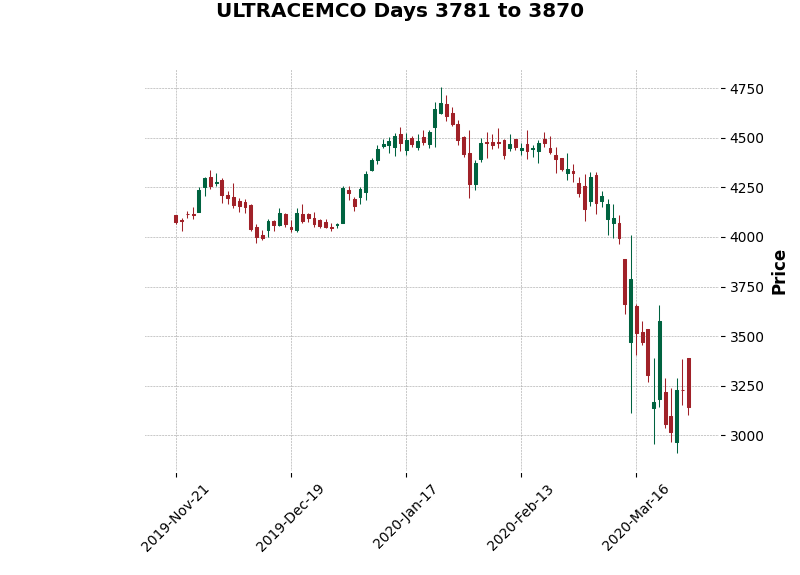 ULTRACEMCO Days 3781 to 3870
4750
4500
4250
4000
3750
3500
3250
3000
Price
2019-Nov-21
2019-Dec-19
2020-Jan-17
2020-Feb-13
2020-Mar-16